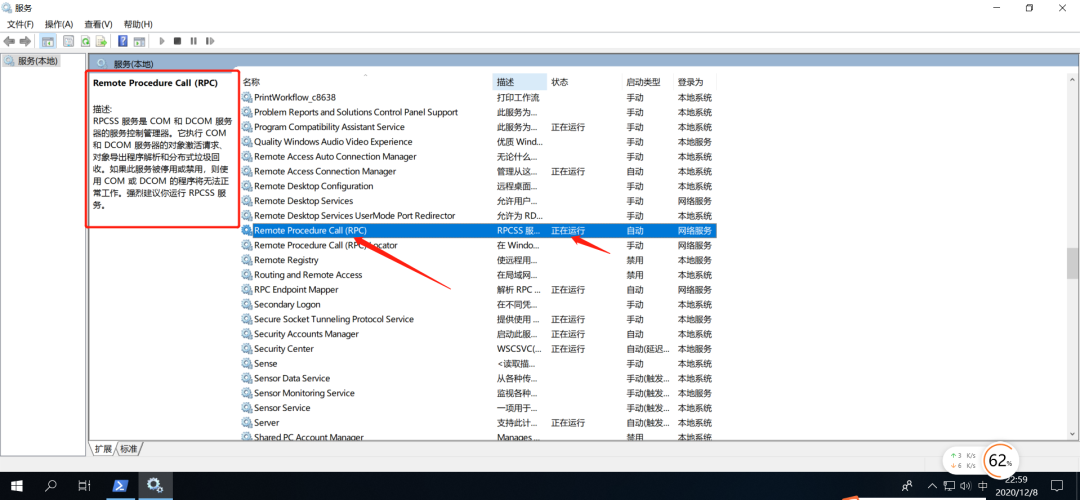 服务
文件(F) 操作(A) 查看(V) 帮助(H)
服务(本地)
服务(本地)
Remote Procedure Call (RPC)
描述:
RPCSS 服务是 COM 和 DCOM 服务
器的服务控制管理器。它执行 COM
和 DCOM 服务器的对象激活请求、
对象导出程序解析和分布式垃圾回
收。如果此服务被停用或禁用，则使
用 COM 或 DCOM 的程序将无法正
常工作。强烈建议你运行 RPCSS 服
务。
名称 描述 状态 启动类型 登录为
PrintWorkflow_c8638 打印工作流 手动 本地系统
Problem Reports and Solutions Control Panel Support 此服务为... 手动 本地系统
Program Compatibility Assistant Service 此服务为... 正在运行 手动 本地系统
Quality Windows Audio Video Experience 优质 Wind... 手动 本地服务
Remote Access Auto Connection Manager 无论什么... 手动 本地系统
Remote Access Connection Manager 管理从这... 正在运行 手动 本地系统
Remote Desktop Configuration 远程桌面... 手动 本地系统
Remote Desktop Services 允许用户... 手动 网络服务
Remote Desktop Services UserMode Port Redirector 允许为 RD... 手动 本地系统
Remote Procedure Call (RPC) RPCSS 服... 正在运行 自动 网络服务
Remote Procedure Call (RPC) Locator 在 Windo... 手动 网络服务
Remote Registry 使远程用... 禁用 本地服务
Routing and Remote Access 在局域网... 禁用 本地系统
RPC Endpoint Mapper 解析 RPC ... 正在运行 自动 网络服务
Secondary Logon 在不同凭... 手动 本地系统
Secure Socket Tunneling Protocol Service 提供使用 ... 正在运行 手动 本地服务
Security Accounts Manager 启动此服... 正在运行 自动 本地系统
Security Center WSCSVC(... 正在运行 自动(延迟... 本地服务
Sense <读取描... 手动 本地系统
Sensor Data Service 从各种传... 手动(触发... 本地系统
Sensor Monitoring Service 监视各种... 手动(触发... 本地服务
Sensor Service 一项用于... 手动(触发... 本地系统
Server 支持此计... 正在运行 自动(触发... 本地系统
Shared PC Account Manager Manages ... 禁用 本地系统
扩展 标准
↑ 3 K/s
↓ 6 K/s
62%
中
22:59
2020/12/8